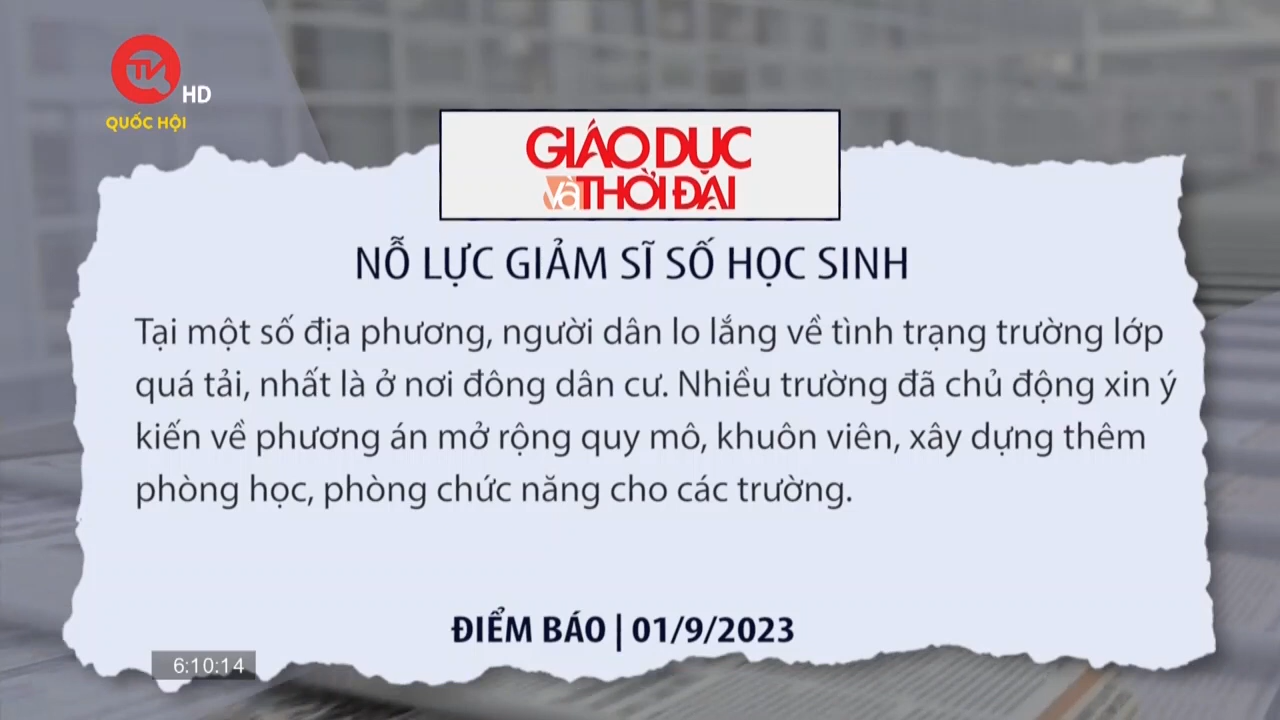 HD
QUỐC HỘI
GIÁO DỤC
và THỜI ĐẠI
NỖ LỰC GIẢM SĨ SỐ HỌC SINH
Tại một số địa phương, người dân lo lắng về tình trạng trường lớp
quá tải, nhất là ở nơi đông dân cư. Nhiều trường đã chủ động xin ý
kiến về phương án mở rộng quy mô, khuôn viên, xây dựng thêm
phòng học, phòng chức năng cho các trường.
ĐIỂM BÁO | 01/9/2023
6:10:14